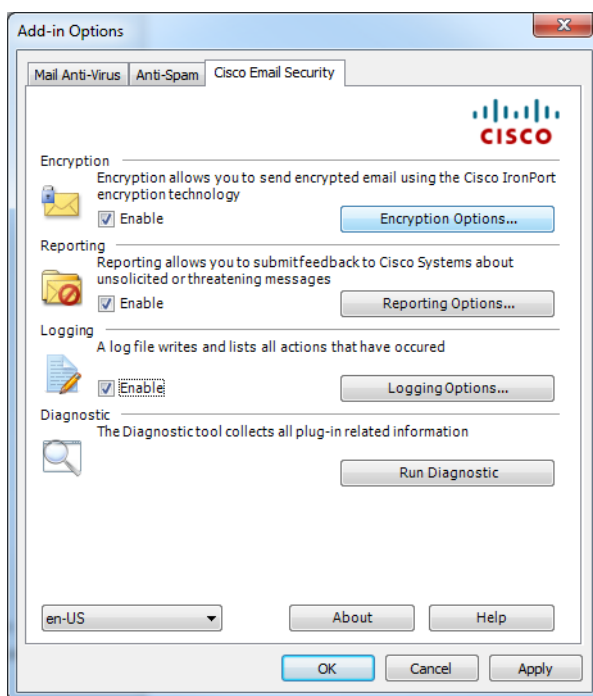 Add-in Options
Mail Anti-Virus Anti-Spam Cisco Email Security
CISCO
Encryption
Encryption allows you to send encrypted email using the Cisco IronPort
encryption technology
Enable Encryption Options...
Reporting
Reporting allows you to submit feedback to Cisco Systems about
unsolicited or threatening messages
Enable Reporting Options...
Logging
A log file writes and lists all actions that have occured
Enable Logging Options...
Diagnostic
The Diagnostic tool collects all plug-in related information
Run Diagnostic
en-US About Help
OK Cancel Apply